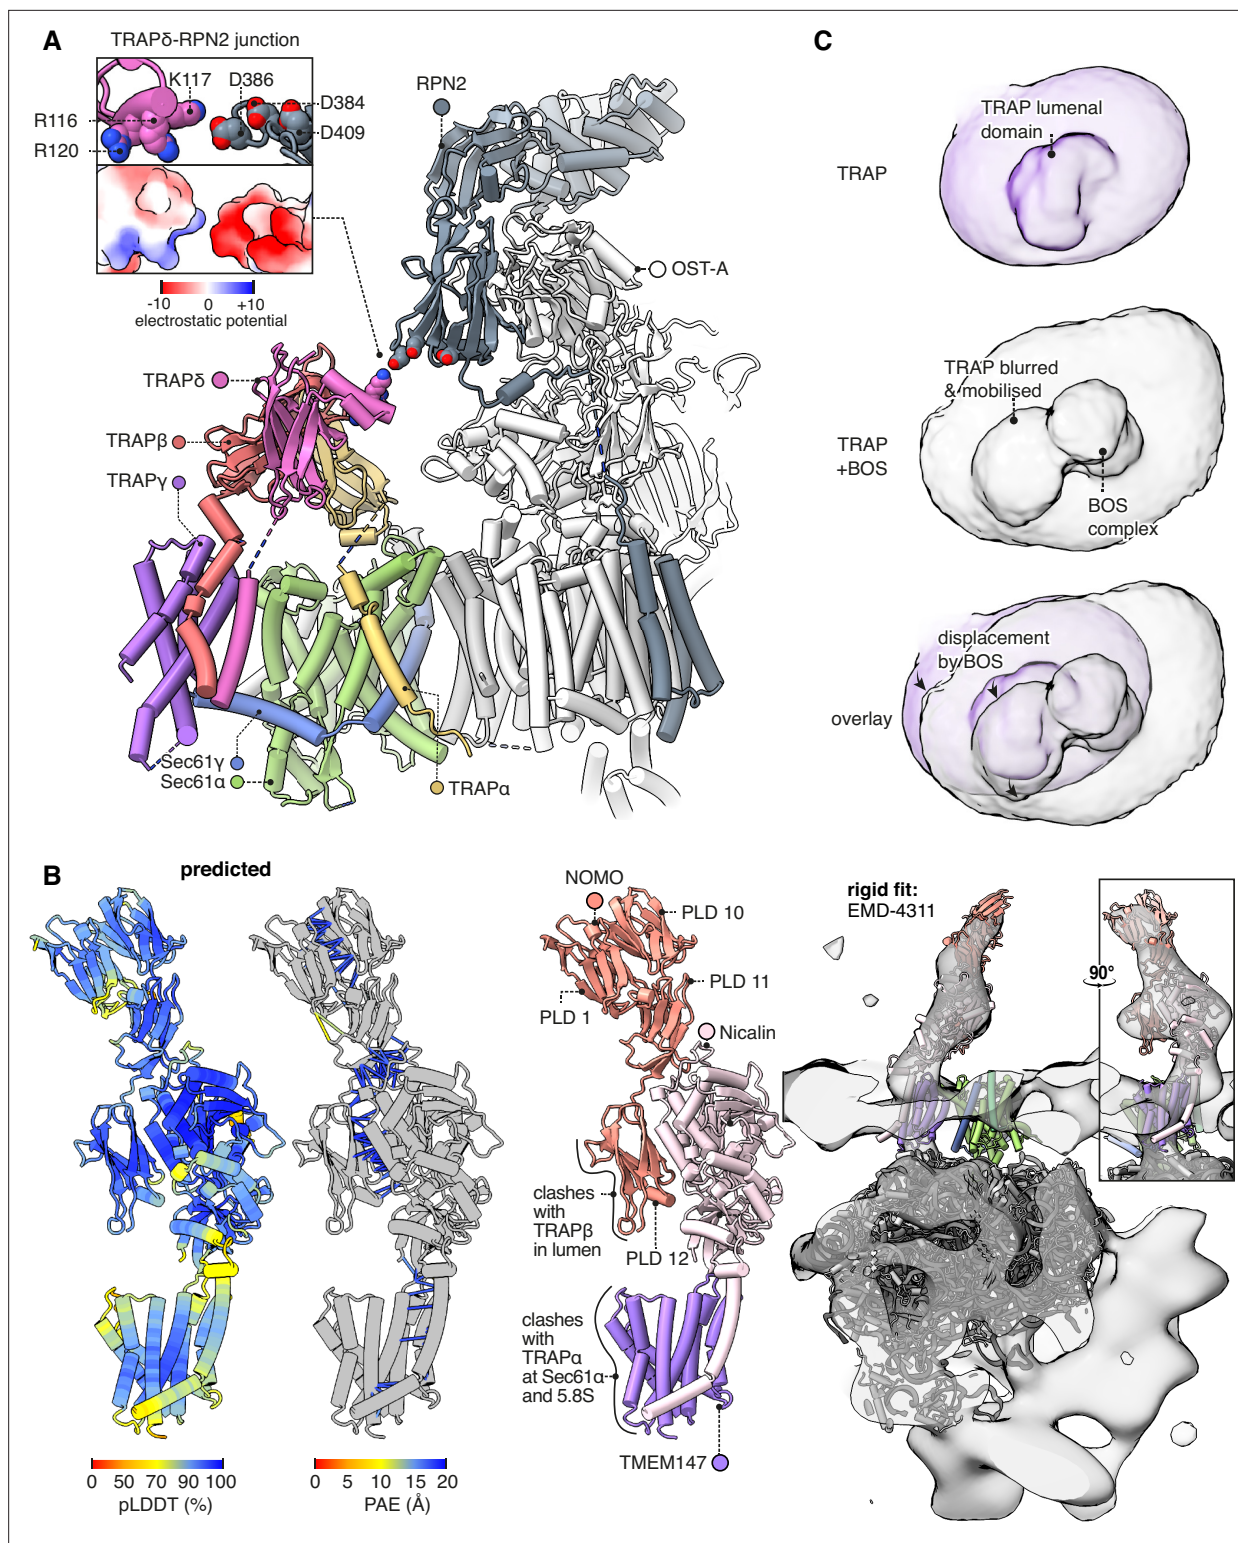 A
TRAPδ-RPN2 junction
K117
D386
D384
R116
D409
R120
-10
0
+10
electrostatic potential
RPN2
OST-A
TRAPδ
TRAPβ
TRAPγ
Sec61γ
Sec61α
TRAPα
C
TRAP lumenal
domain
TRAP
TRAP blurred
& mobilised
TRAP
+BOS
BOS
complex
displacement
by BOS
overlay
B
predicted
0
50
70
90
100
pLDDT (%)
0
5
10
15
20
PAE (Å)
NOMO
PLD 10
PLD 11
PLD 1
Nicalin
clashes
with
TRAPβ
in lumen
PLD 12
clashes
with
TRAPα
at Sec61α
and 5.8S
TMEM147
rigid fit:
EMD-4311
90°